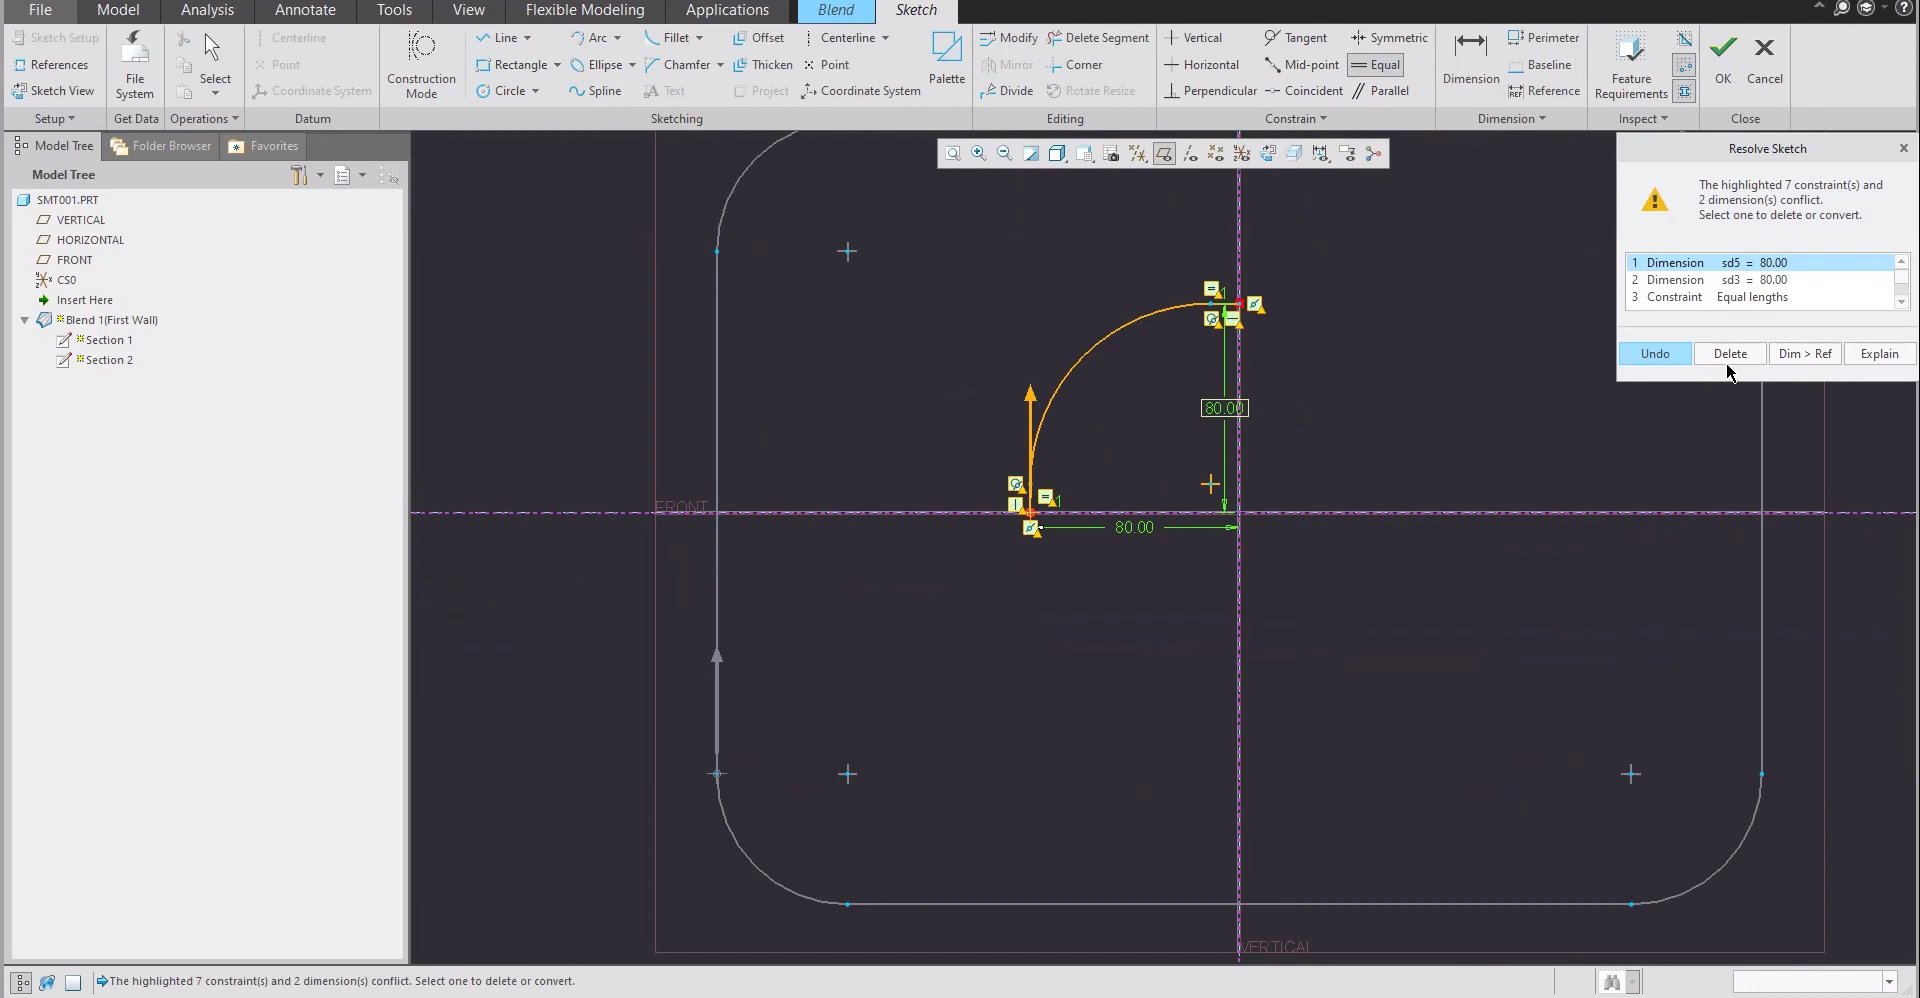 File Model Analysis Annotate Tools View Flexible Modeling Applications Blend Sketch
Sketch Setup
References
Sketch View
Setup
File System
Get Data
Select
Operations
Centerline
Point
Coordinate System
Datum
Construction Mode
Line Arc Fillet Offset Centerline
Rectangle Ellipse Chamfer Thicken Point
Circle Spline Text Project Coordinate System
Palette
Sketching
Modify Delete Segment
Mirror Corner
Divide Rotate Resize
Editing
Vertical Tangent Symmetric
Horizontal Mid-point Equal
Perpendicular Coincident Parallel
Constrain
Dimension
Perimeter
Baseline
REF Reference
Dimension
Feature Requirements
Inspect
OK Cancel
Close
Model Tree Folder Browser Favorites
Model Tree
SMT001.PRT
VERTICAL
HORIZONTAL
FRONT
CS0
Insert Here
Blend 1(First Wall)
Section 1
Section 2
FRONT
1
80.00
1
80.00
VERTICAL
Resolve Sketch
The highlighted 7 constraint(s) and
2 dimension(s) conflict.
Select one to delete or convert.
1 Dimension sd5 = 80.00
2 Dimension sd3 = 80.00
3 Constraint Equal lengths
Undo Delete Dim > Ref Explain
The highlighted 7 constraint(s) and 2 dimension(s) conflict. Select one to delete or convert.